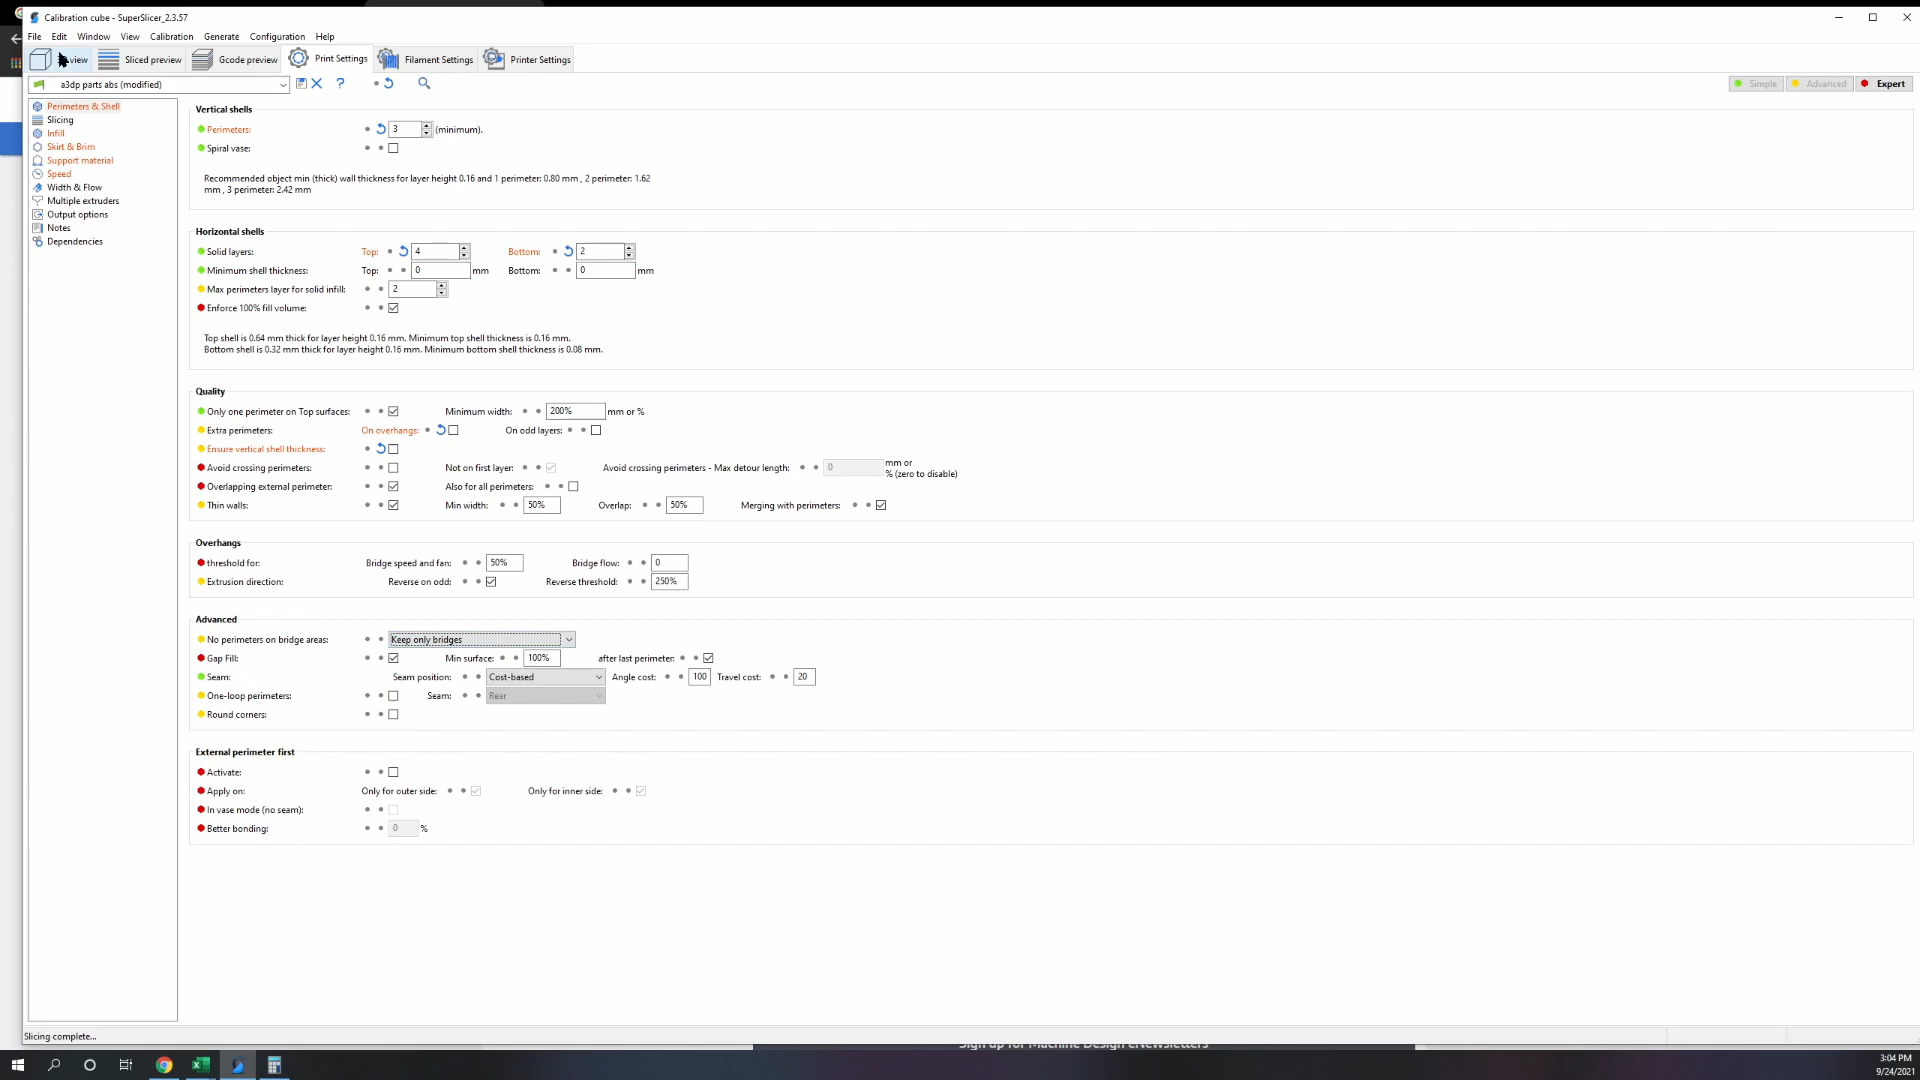 Calibration cube - SuperSlicer_2.3.57
File Edit Window View Calibration Generate Configuration Help
view Sliced preview Gcode preview Print Settings Filament Settings Printer Settings
a3dp parts abs (modified) ? Simple Advanced Expert
Perimeters & Shell
Slicing
Infill
Skirt & Brim
Support material
Speed
Width & Flow
Multiple extruders
Output options
Notes
Dependencies
Vertical shells
Perimeters: 3 (minimum).
Spiral vase:
Recommended object min (thick) wall thickness for layer height 0.16 and 1 perimeter: 0.80 mm , 2 perimeter: 1.62
mm , 3 perimeter: 2.42 mm
Horizontal shells
Solid layers: Top: 4 Bottom: 2
Minimum shell thickness: Top: 0 mm Bottom: 0 mm
Max perimeters layer for solid infill: 2
Enforce 100% fill volume:
Top shell is 0.64 mm thick for layer height 0.16 mm. Minimum top shell thickness is 0.16 mm.
Bottom shell is 0.32 mm thick for layer height 0.16 mm. Minimum bottom shell thickness is 0.08 mm.
Quality
Only one perimeter on Top surfaces: Minimum width: 200% mm or %
Extra perimeters: On overhangs: On odd layers:
Ensure vertical shell thickness:
Avoid crossing perimeters: Not on first layer: Avoid crossing perimeters - Max detour length: 0 mm or
% (zero to disable)
Overlapping external perimeter: Also for all perimeters:
Thin walls: Min width: 50% Overlap: 50% Merging with perimeters:
Overhangs
threshold for: Bridge speed and fan: 50% Bridge flow: 0
Extrusion direction: Reverse on odd: Reverse threshold: 250%
Advanced
No perimeters on bridge areas: Keep only bridges
Gap Fill: Min surface: 100% after last perimeter:
Seam: Seam position: Cost-based Angle cost: 100 Travel cost: 20
One-loop perimeters: Seam: Rear
Round corners:
External perimeter first
Activate:
Apply on: Only for outer side: Only for inner side:
In vase mode (no seam):
Better bonding: 0 %
Slicing complete...
Sign up for Machine Design eNewsletters
3:04 PM
9/24/2021